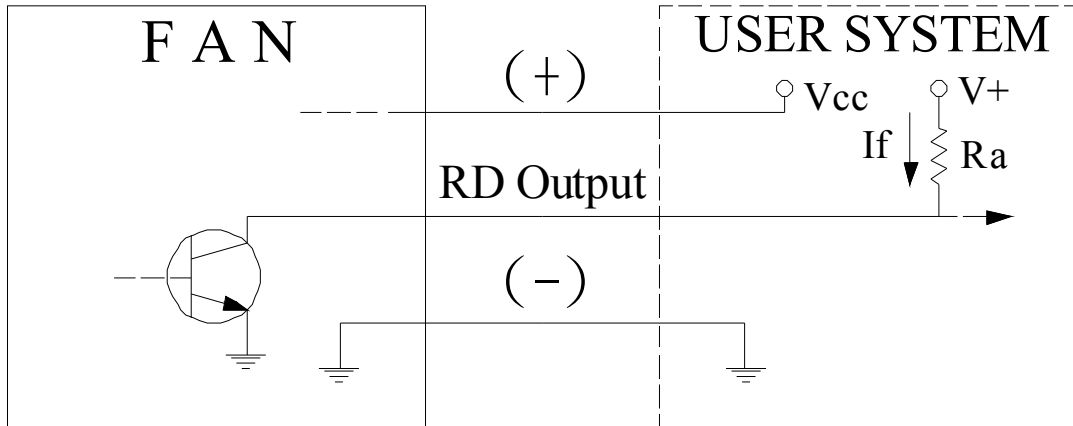 F A N
USER SYSTEM
(+)
Vcc
V+
If
Ra
RD Output
(-)